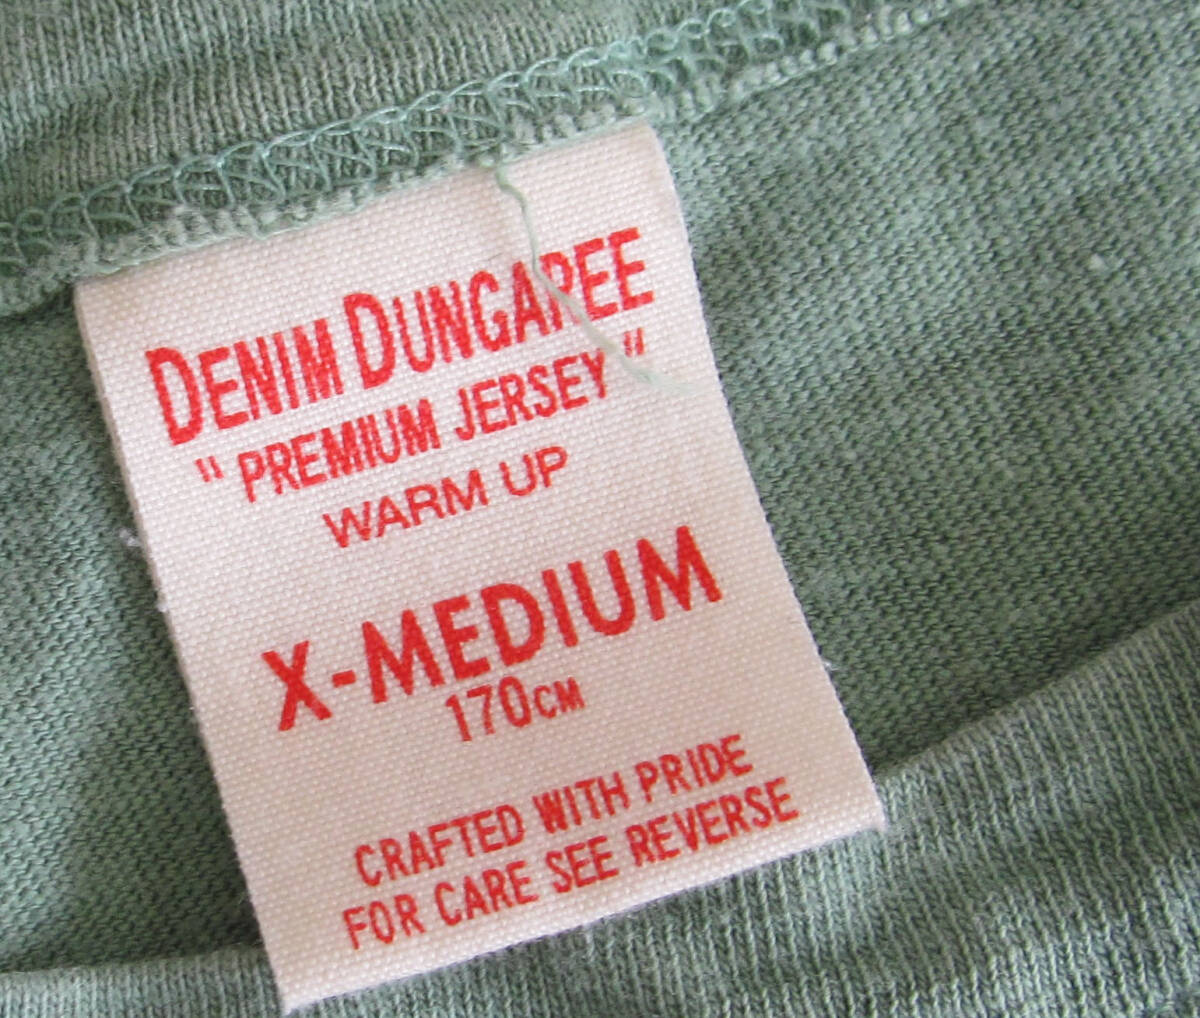 DENIM DUNGAREE
" PREMIUM JERSEY "
WARM UP
X-MEDIUM
170CM
CRAFTED WITH PRIDE
FOR CARE SEE REVERSE